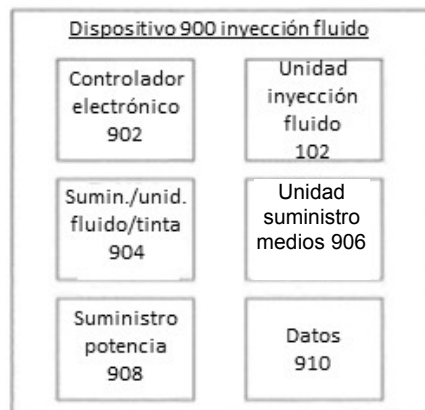 Dispositivo 900 inyección fluido
Controlador
electrónico
902
Unidad
inyección
fluido
102
Sumin./unid.
fluido/tinta
904
Unidad
suministro
medios 906
Suministro
potencia
908
Datos
910